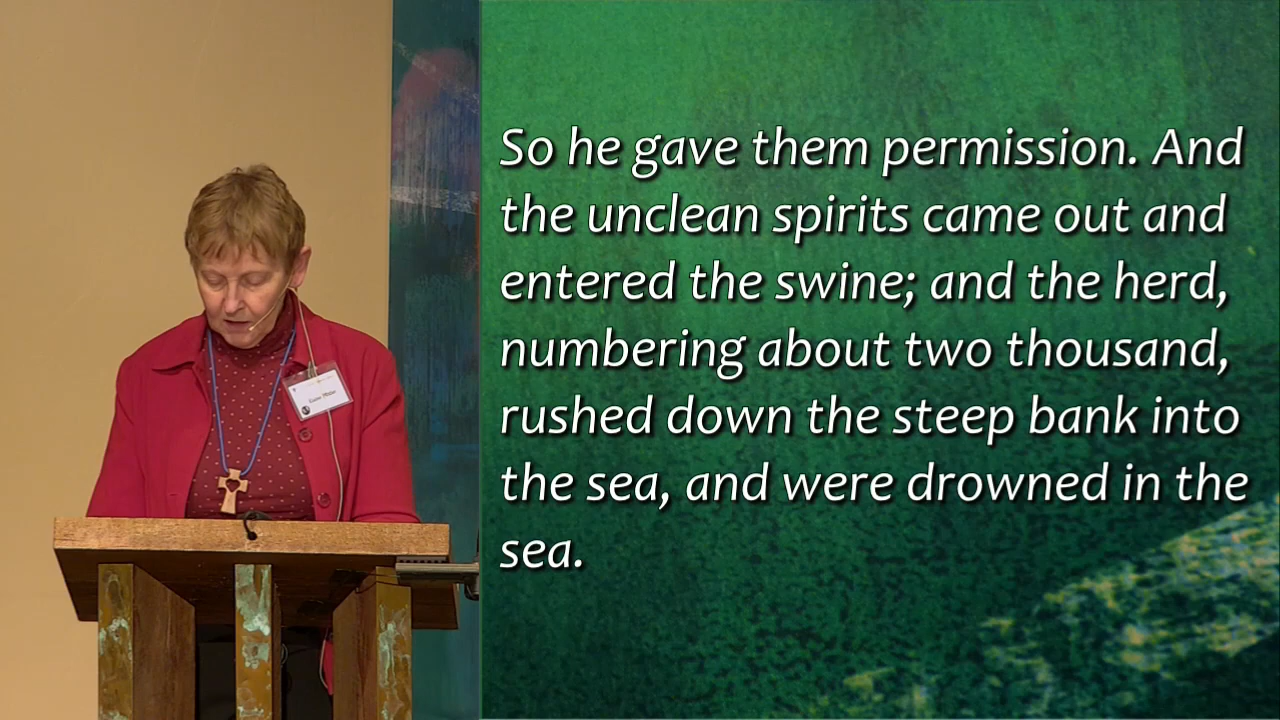 So he gave them permission. And
the unclean spirits came out and
entered the swine; and the herd,
numbering about two thousand,
rushed down the steep bank into
the sea, and were drowned in the
sea.